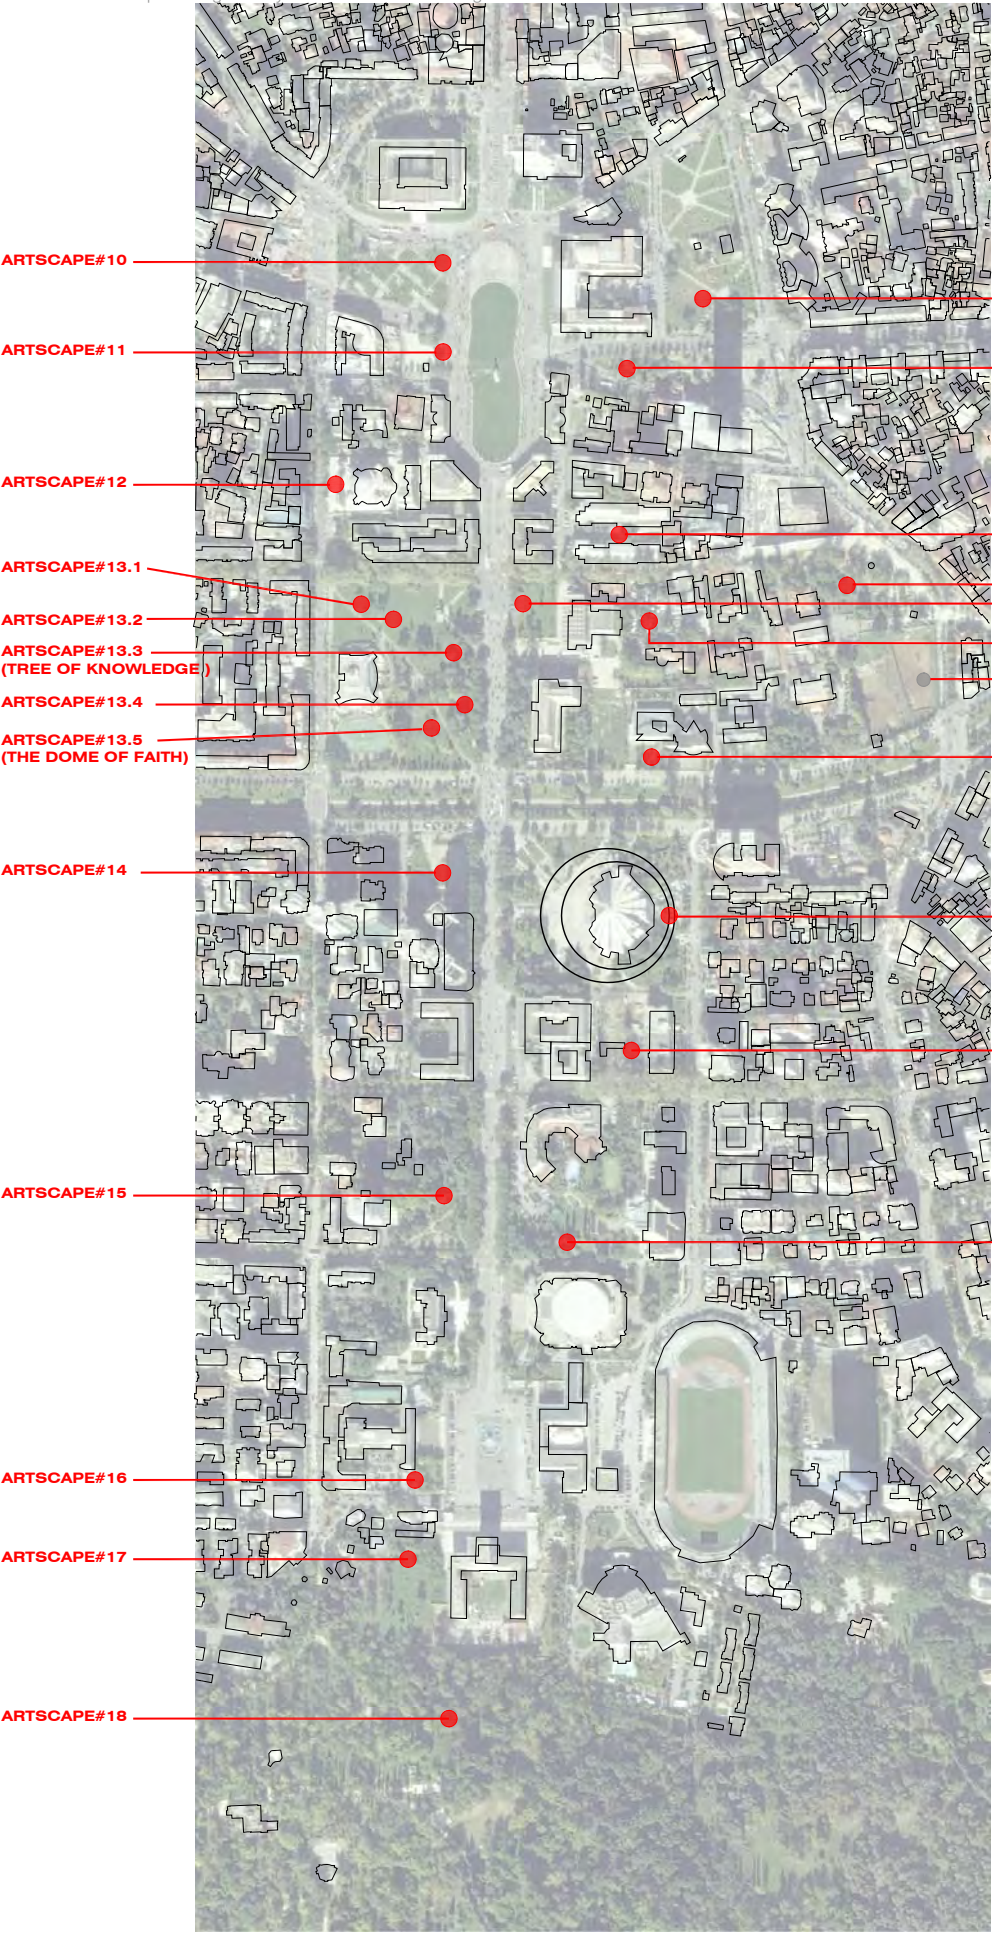 ARTSCAPE#10
ARTSCAPE#11
ARTSCAPE#12
ARTSCAPE#13.1
ARTSCAPE#13.2
ARTSCAPE#13.3
(TREE OF KNOWLEDGE )
ARTSCAPE#13.4
ARTSCAPE#13.5
(THE DOME OF FAITH)
ARTSCAPE#14
ARTSCAPE#15
ARTSCAPE#16
ARTSCAPE#17
ARTSCAPE#18